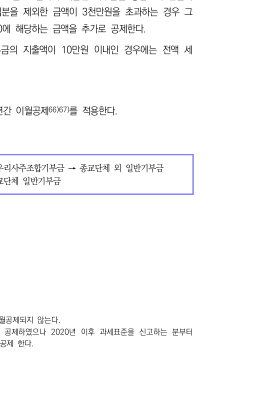 분을 제외한 금액이 3천만원을 초과하는 경우 그
에 해당하는 금액을 추가로 공제한다.
금의 지출액이 10만원 이내인 경우에는 전액 세
간 이월공제66)67)를 적용한다.
우리사주조합기부금 → 종교단체 외 일반기부금
교단체 일반기부금
월공제되지 않는다.
공제하였으나 2020년 이후 과세표준을 신고하는 분부터
공제 한다.